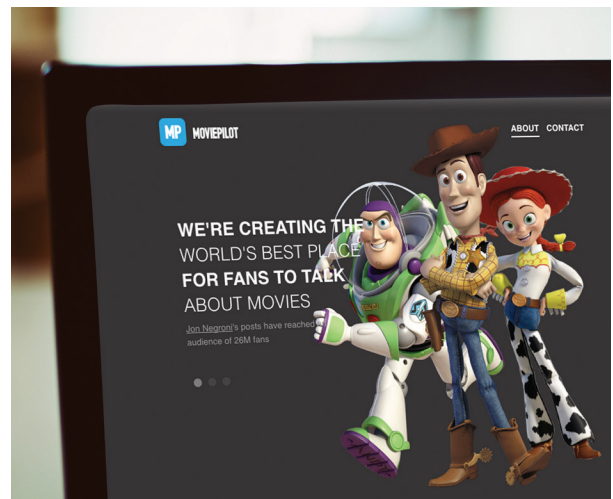 MP MOVIEPILOT
ABOUT CONTACT
WE'RE CREATING THE
WORLD'S BEST PLACE
FOR FANS TO TALK
ABOUT MOVIES
Jon Negroni's posts have reached
audience of 26M fans